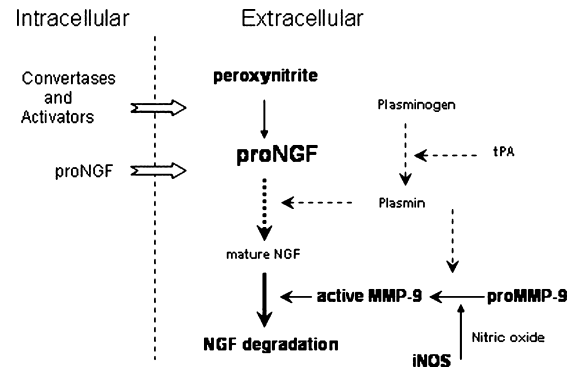 Intracellular Extracellular
Convertases
and
Activators
peroxynitrite
Plasminogen
proNGF
proNGF
tPA
Plasmin
mature NGF
active MMP-9
proMMP-9
NGF degradation
Nitric oxide
iNOS